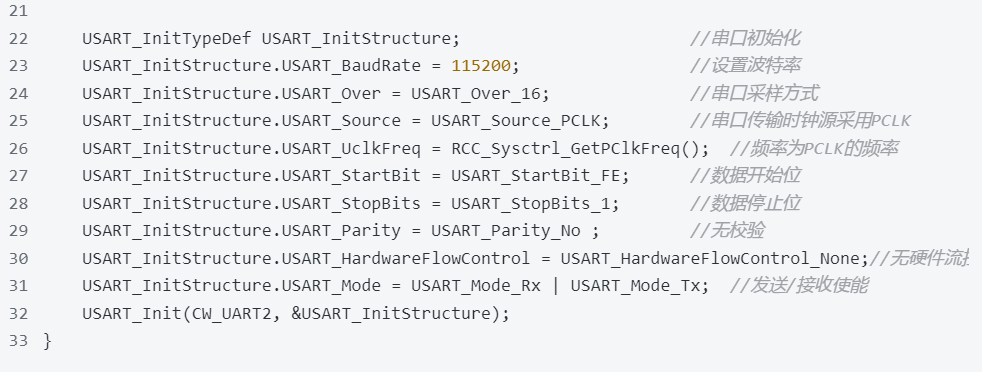 21
22 USART_InitTypeDef USART_InitStructure; //串口初始化
23 USART_InitStructure.USART_BaudRate = 115200; //设置波特率
24 USART_InitStructure.USART_Over = USART_Over_16; //串口采样方式
25 USART_InitStructure.USART_Source = USART_Source_PCLK; //串口传输时钟源采用PCLK
26 USART_InitStructure.USART_UclkFreq = RCC_Sysctrl_GetPClkFreq(); //频率为PCLK的频率
27 USART_InitStructure.USART_StartBit = USART_StartBit_FE; //数据开始位
28 USART_InitStructure.USART_StopBits = USART_StopBits_1; //数据停止位
29 USART_InitStructure.USART_Parity = USART_Parity_No ; //无校验
30 USART_InitStructure.USART_HardwareFlowControl = USART_HardwareFlowControl_None;//无硬件流控
31 USART_InitStructure.USART_Mode = USART_Mode_Rx | USART_Mode_Tx; //发送/接收使能
32 USART_Init(CW_UART2, &USART_InitStructure);
33 }